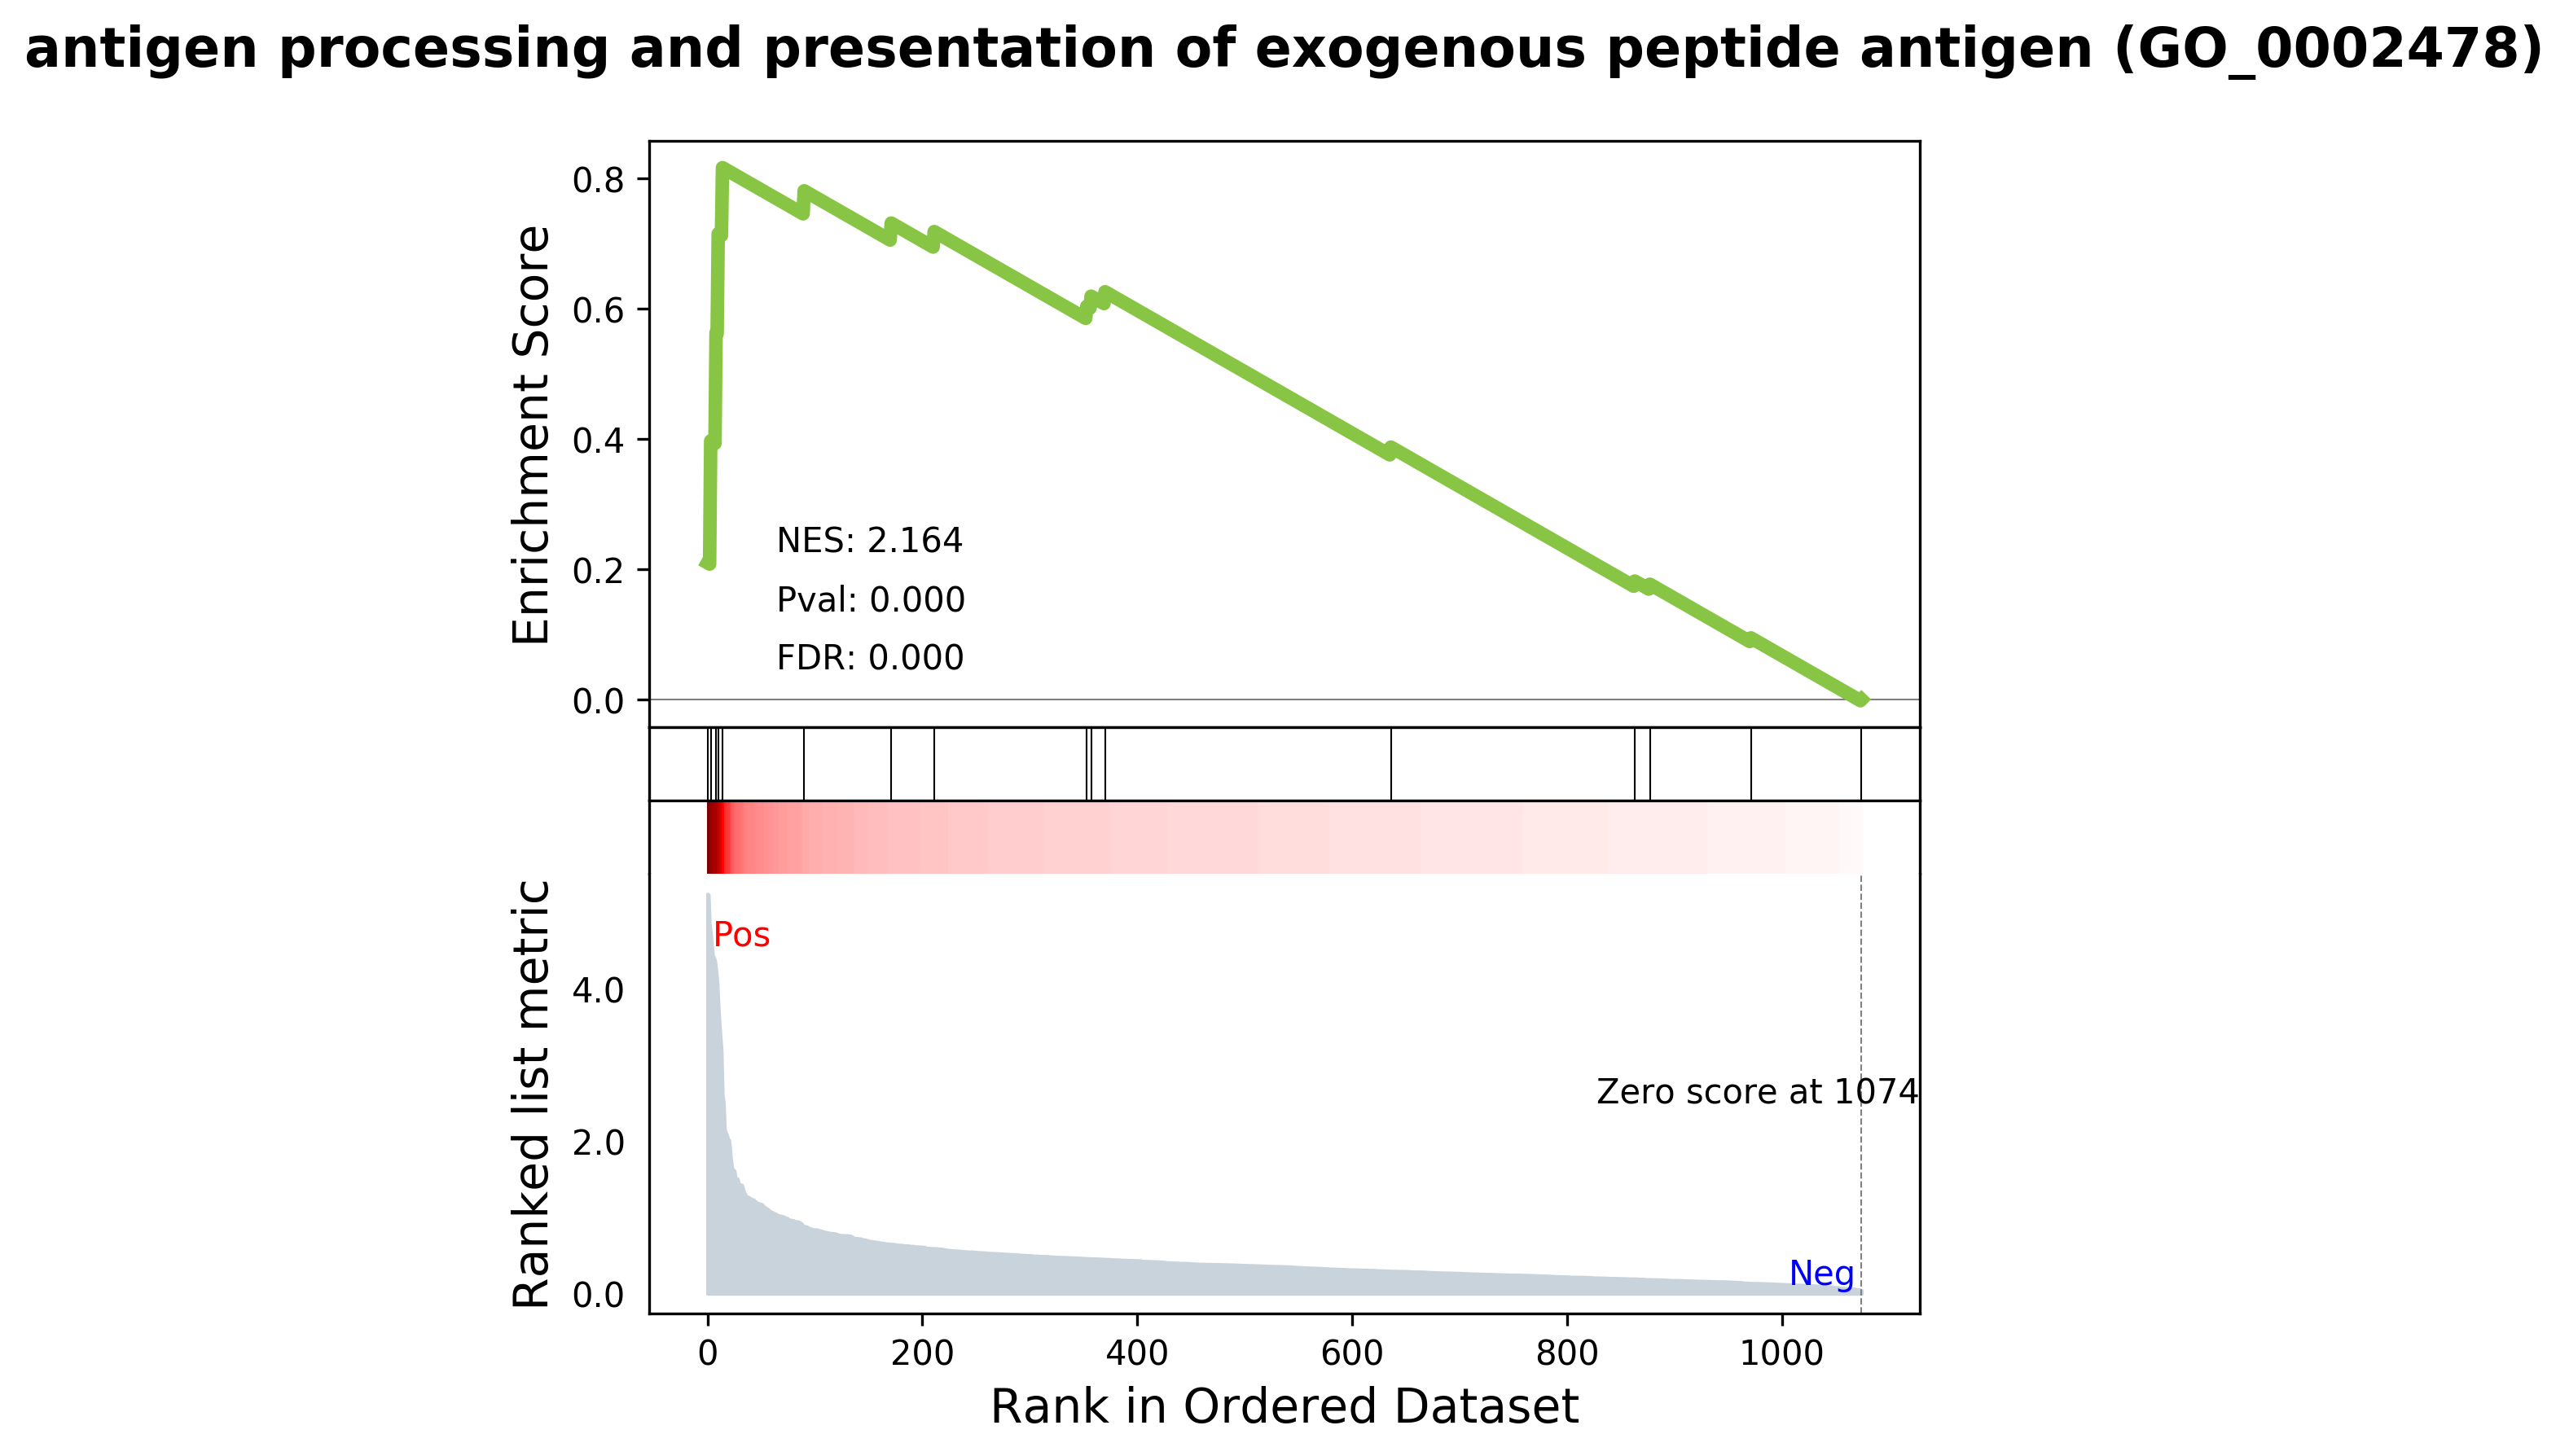 antigen processing and presentation of exogenous peptide antigen (GO_0002478)
Enrichment Score
0.8
0.6
0.4
0.2
0.0
NES: 2.164
Pval: 0.000
FDR: 0.000
Ranked list metric
4.0
2.0
0.0
Pos
Zero score at 1074
Neg
0 200 400 600 800 1000
Rank in Ordered Dataset